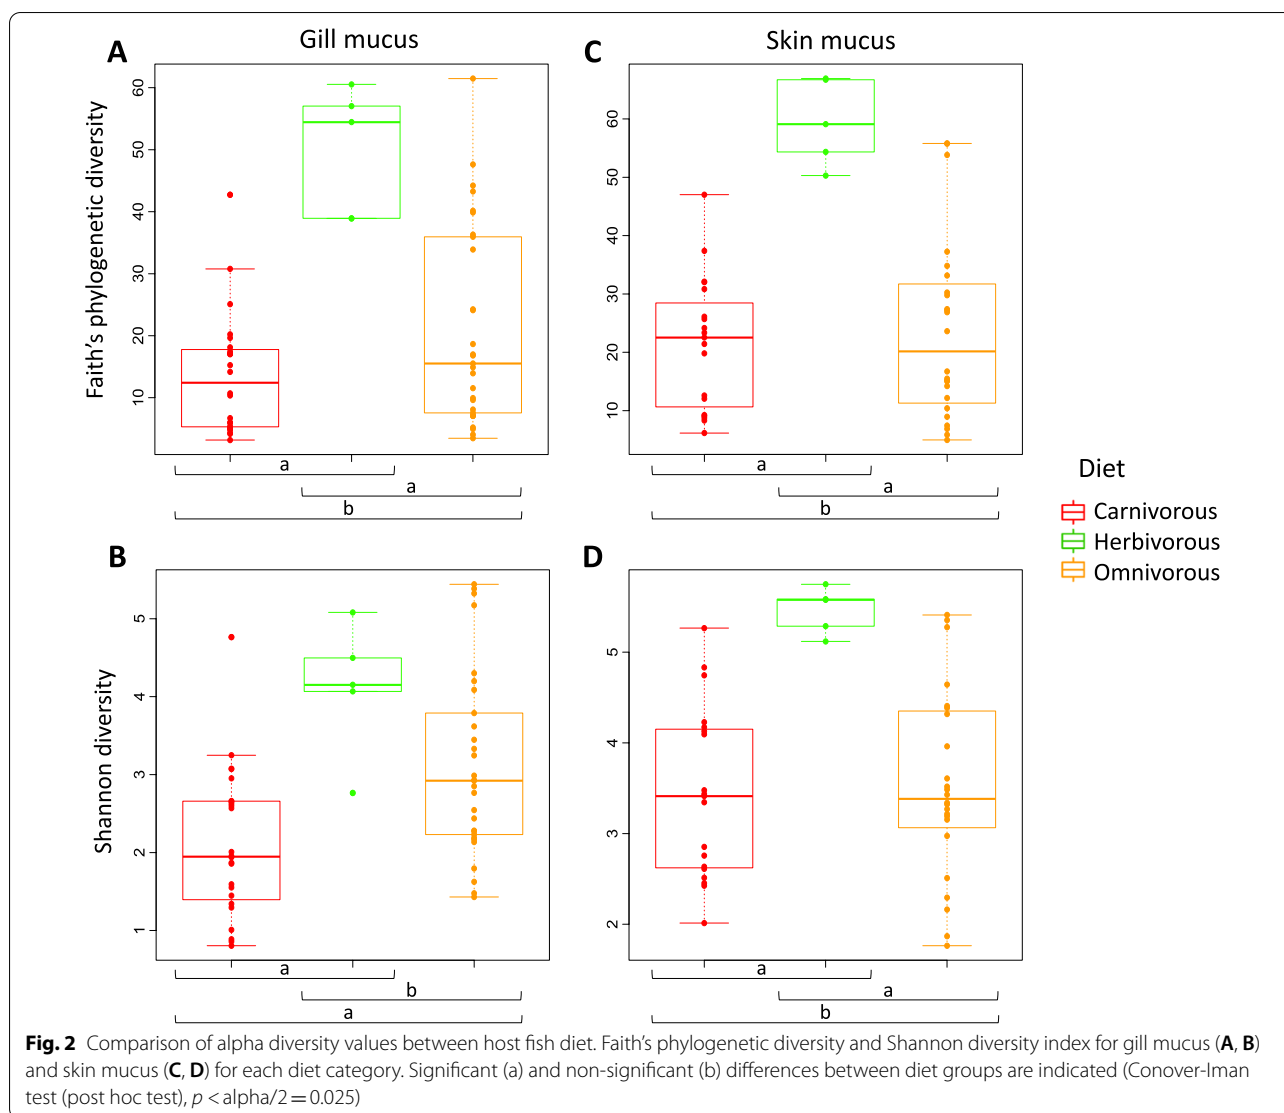 Gill mucus
Skin mucus
A
C
Faith's phylogenetic diversity
60
50
40
30
20
10
a
a
b
60
50
40
30
20
10
a
a
b
Diet
Carnivorous
Herbivorous
Omnivorous
B
D
Shannon diversity
5
4
3
2
1
a
b
a
5
4
3
2
a
a
b
Fig. 2 Comparison of alpha diversity values between host fish diet. Faith's phylogenetic diversity and Shannon diversity index for gill mucus (A, B)
and skin mucus (C, D) for each diet category. Significant (a) and non-significant (b) differences between diet groups are indicated (Conover-Iman
test (post hoc test), p < alpha/2 = 0.025)